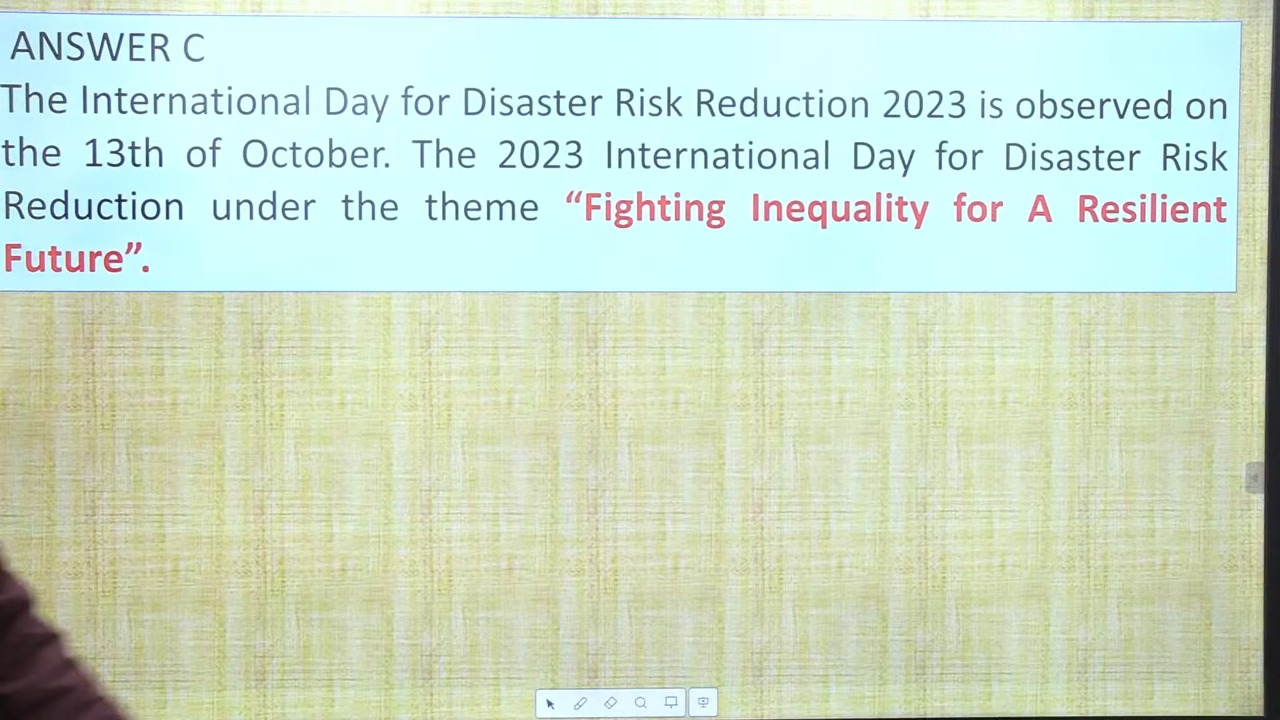 ANSWER C
The International Day for Disaster Risk Reduction 2023 is observed on
the 13th of October. The 2023 International Day for Disaster Risk
Reduction under the theme “Fighting Inequality for A Resilient
Future”.